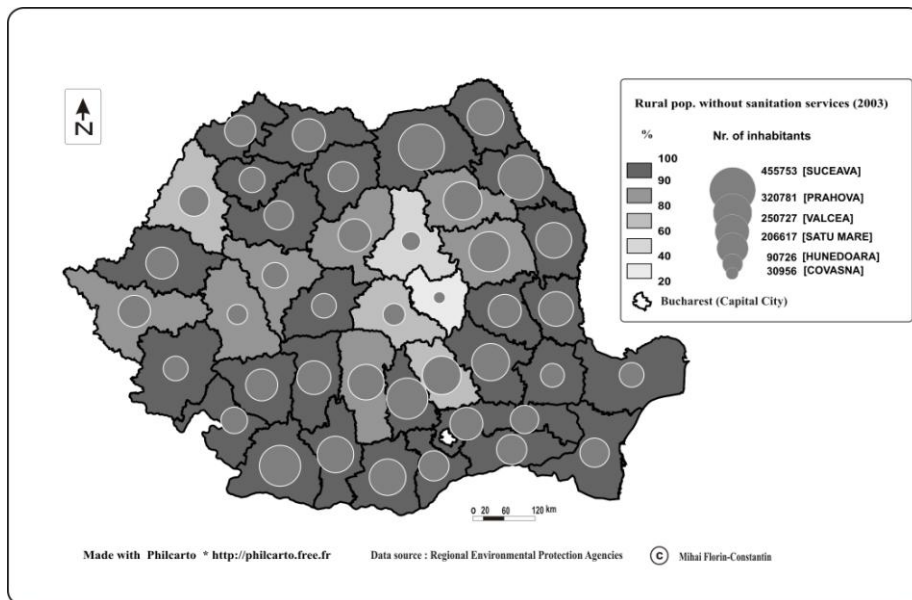 N
Rural pop. without sanitation services (2003)
% Nr. of inhabitants
100
90
80
60
40
20
455753 [SUCEAVA]
320781 [PRAHOVA]
250727 [VALCEA]
206617 [SATU MARE]
90726 [HUNEDOARA]
30956 [COVASNA]
Bucharest (Capital City)
0 20 60 120 km
Made with Philcarto * http://philcarto.free.fr
Data source : Regional Environmental Protection Agencies
C Mihai Florin-Constantin